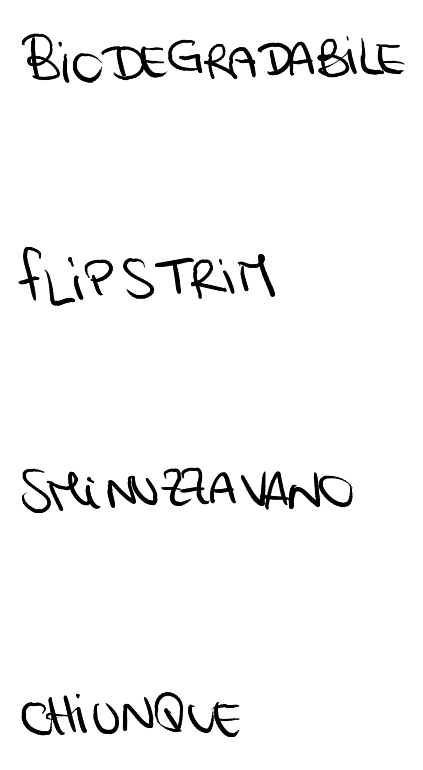 BiODEGRADABiLE
fLiPSTRiM
SMiNUZZAVANO
CHiUNQUE